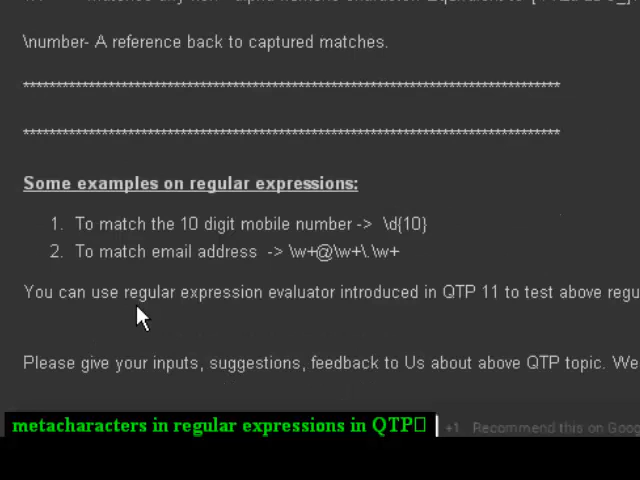 \number- A reference back to captured matches.
******************************************************************************************
******************************************************************************************
Some examples on regular expressions:
1. To match the 10 digit mobile number -> \d{10}
2. To match email address -> \w+@\w+\.\w+
You can use regular expression evaluator introduced in QTP 11 to test above regu
Please give your inputs, suggestions, feedback to Us about above QTP topic. We
metacharacters in regular expressions in QTP
+1 Recommend this on Goog